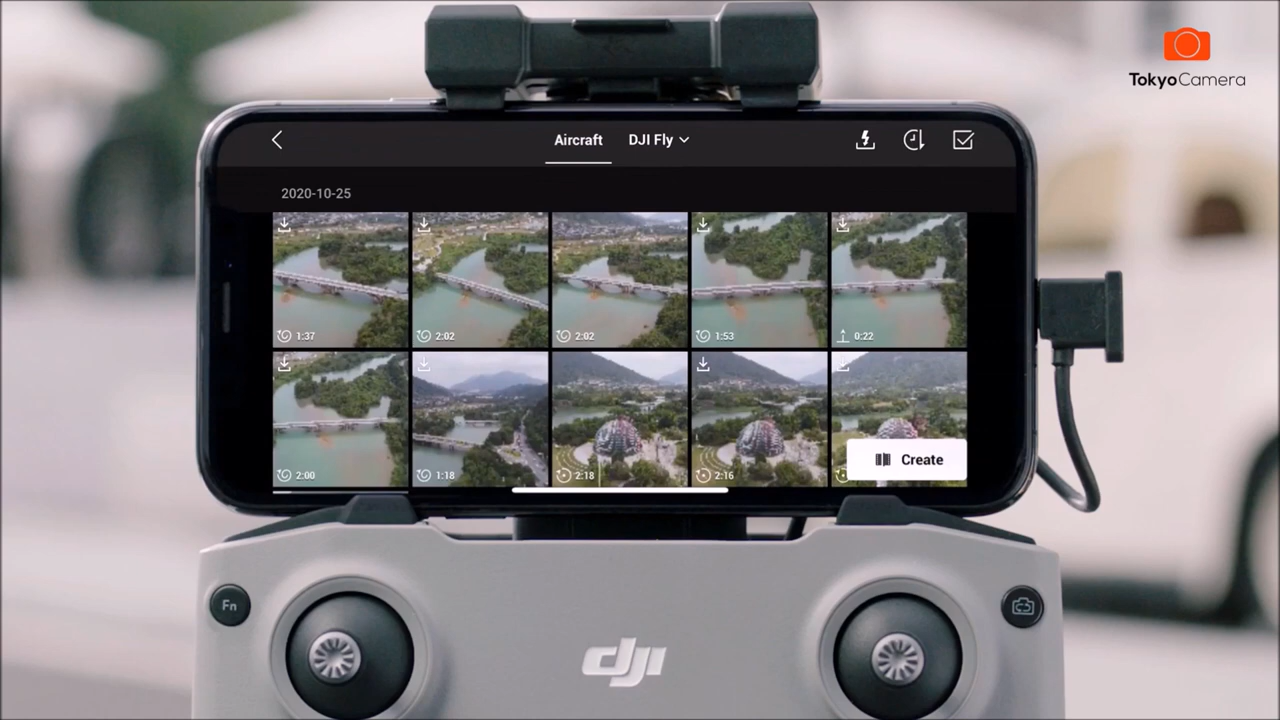 TokyoCamera
Aircraft DJI Fly
2020-10-25
1:37 2:02 2:02 1:53 0:22
2:00 1:18 2:18 2:16
Create
Fn
dji